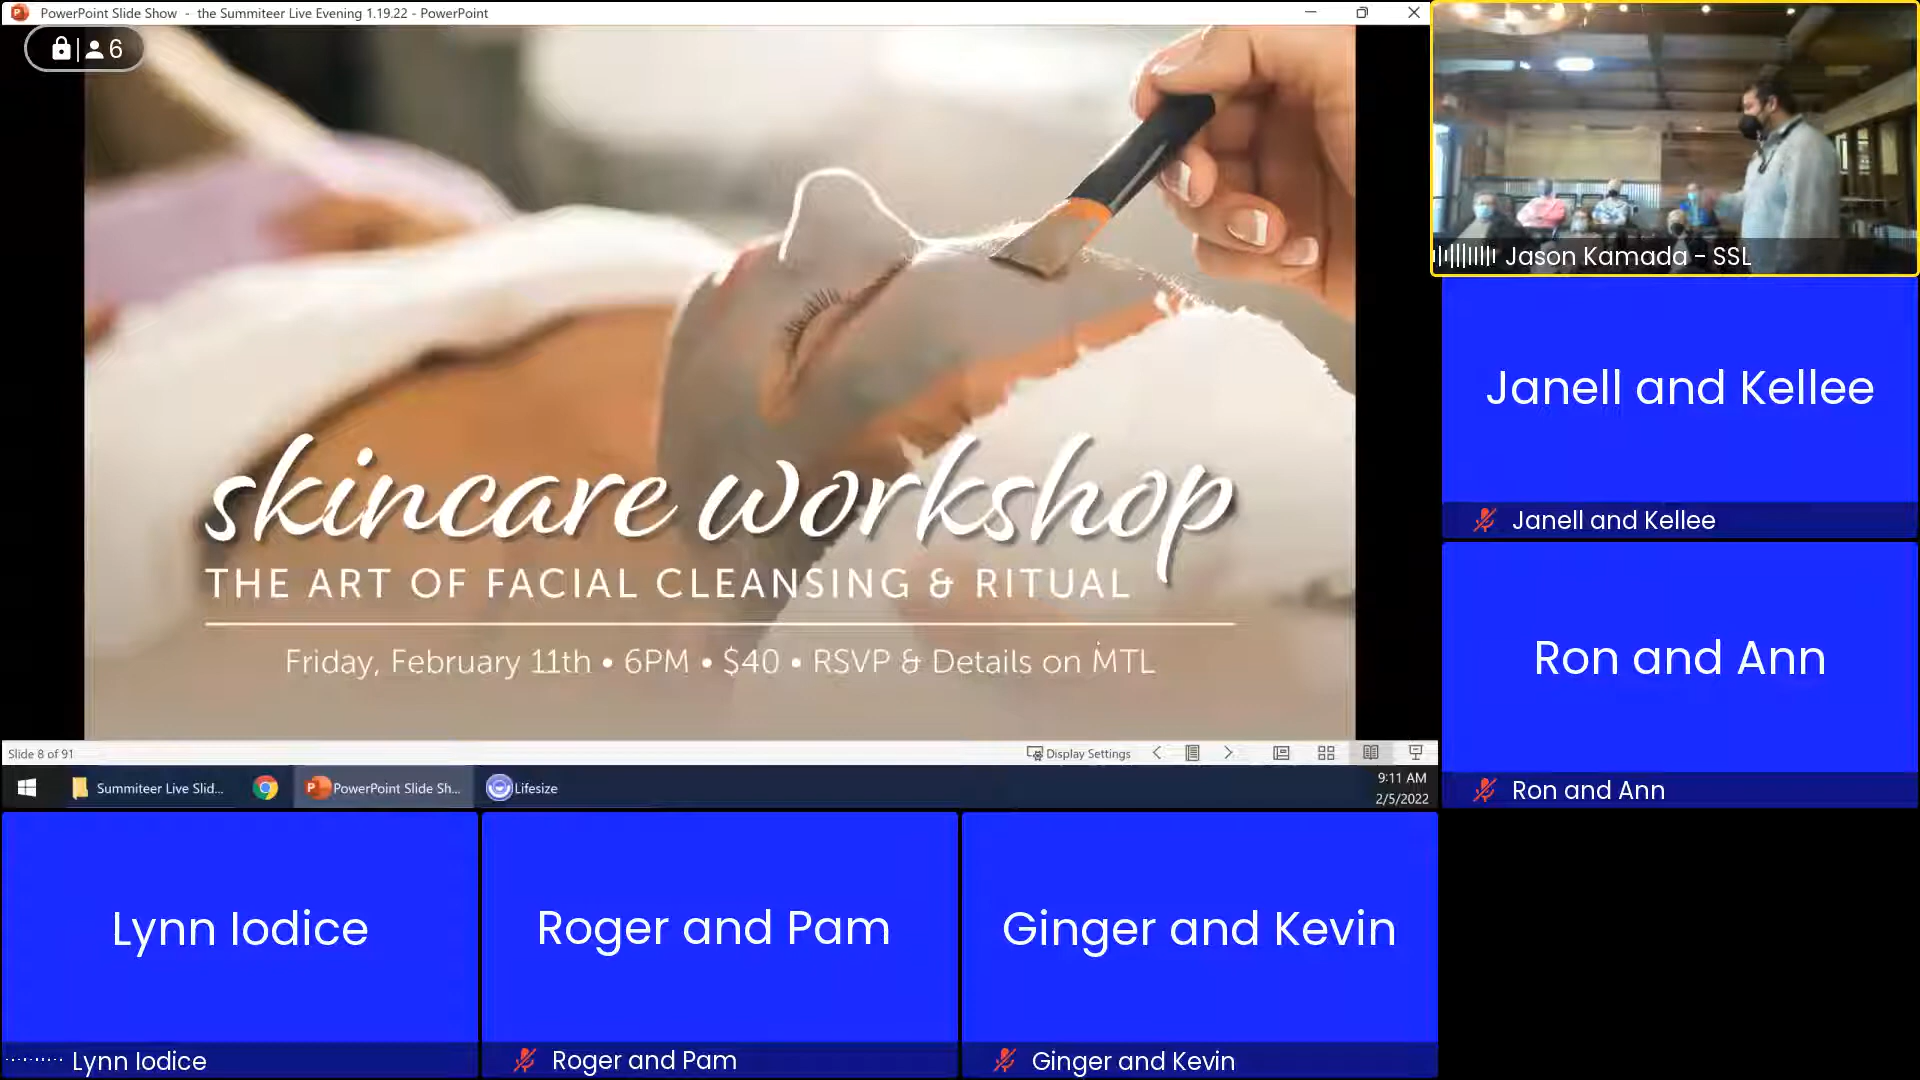 PowerPoint Slide Show - the Summiteer Live Evening 1.19.22 - PowerPoint
6
skincare workshop
THE ART OF FACIAL CLEANSING & RITUAL
Friday, February 11th • 6PM • $40 • RSVP & Details on MTL
Slide 8 of 91
Display Settings
Summiteer Live Slid...
PowerPoint Slide Sh...
Lifesize
9:11 AM
2/5/2022
Jason Kamada - SSL
Janell and Kellee
Janell and Kellee
Ron and Ann
Ron and Ann
Lynn Iodice
Lynn Iodice
Roger and Pam
Roger and Pam
Ginger and Kevin
Ginger and Kevin